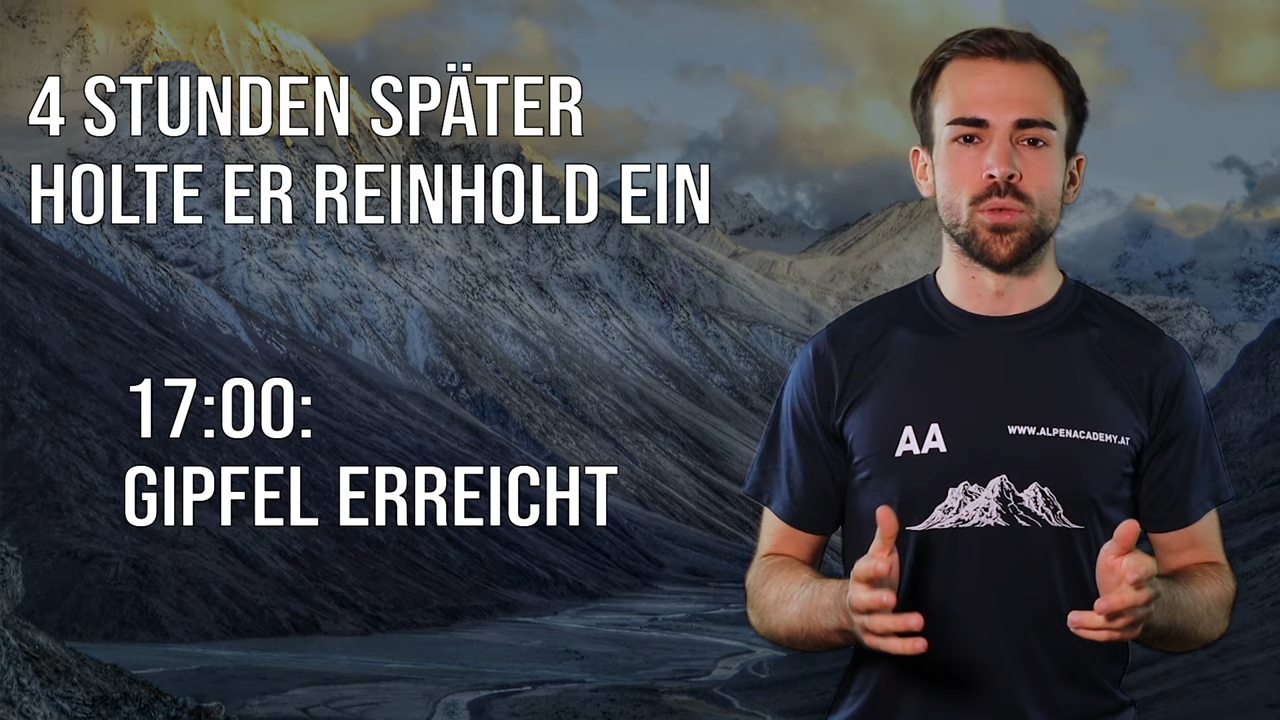 4 STUNDEN SPÄTER
HOLTE ER REINHOLD EIN
17:00:
GIPFEL ERREICHT
AA
WWW.ALPENACADEMY.AT